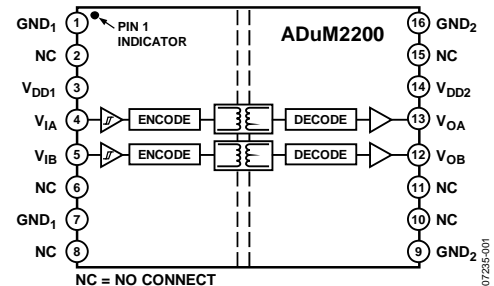 GND1 1 PIN 1 INDICATOR ADuM2200 16 GND2
NC 2 15 NC
VDD1 3 14 VDD2
VIA 4 ENCODE DECODE 13 VOA
VIB 5 ENCODE DECODE 12 VOB
NC 6 11 NC
GND1 7 10 NC
NC 8 9 GND2
NC = NO CONNECT
07235-001